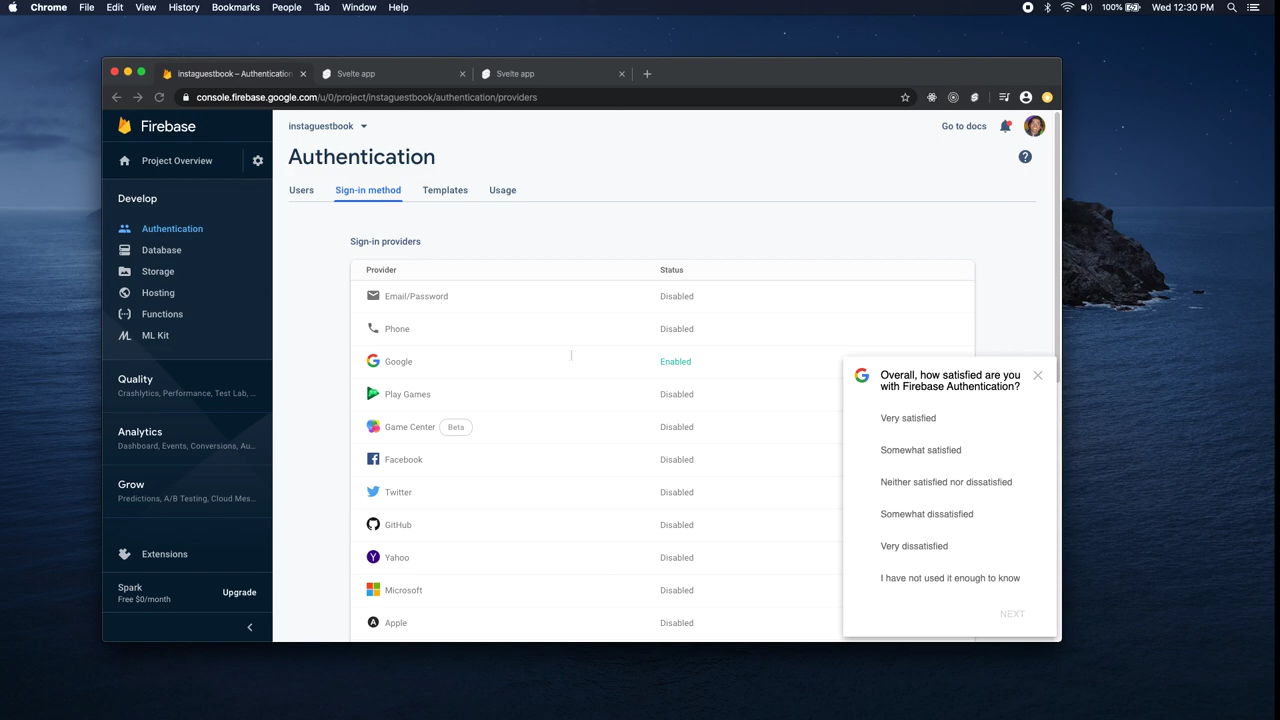 Chrome File Edit View History Bookmarks People Tab Window Help
100% Wed 12:30 PM
instaguestbook – Authentication
Svelte app
Svelte app
console.firebase.google.com/u/0/project/instaguestbook/authentication/providers
Firebase
Project Overview
Develop
Authentication
Database
Storage
Hosting
Functions
ML Kit
Quality
Crashlytics, Performance, Test Lab, ...
Analytics
Dashboard, Events, Conversions, Au...
Grow
Predictions, A/B Testing, Cloud Mes...
Extensions
Spark
Free $0/month
Upgrade
instaguestbook
Go to docs
Authentication
Users Sign-in method Templates Usage
Sign-in providers
Provider Status
Email/Password Disabled
Phone Disabled
Google Enabled
Play Games Disabled
Game Center Beta Disabled
Facebook Disabled
Twitter Disabled
GitHub Disabled
Yahoo Disabled
Microsoft Disabled
Apple Disabled
Overall, how satisfied are you
with Firebase Authentication?
Very satisfied
Somewhat satisfied
Neither satisfied nor dissatisfied
Somewhat dissatisfied
Very dissatisfied
I have not used it enough to know
NEXT